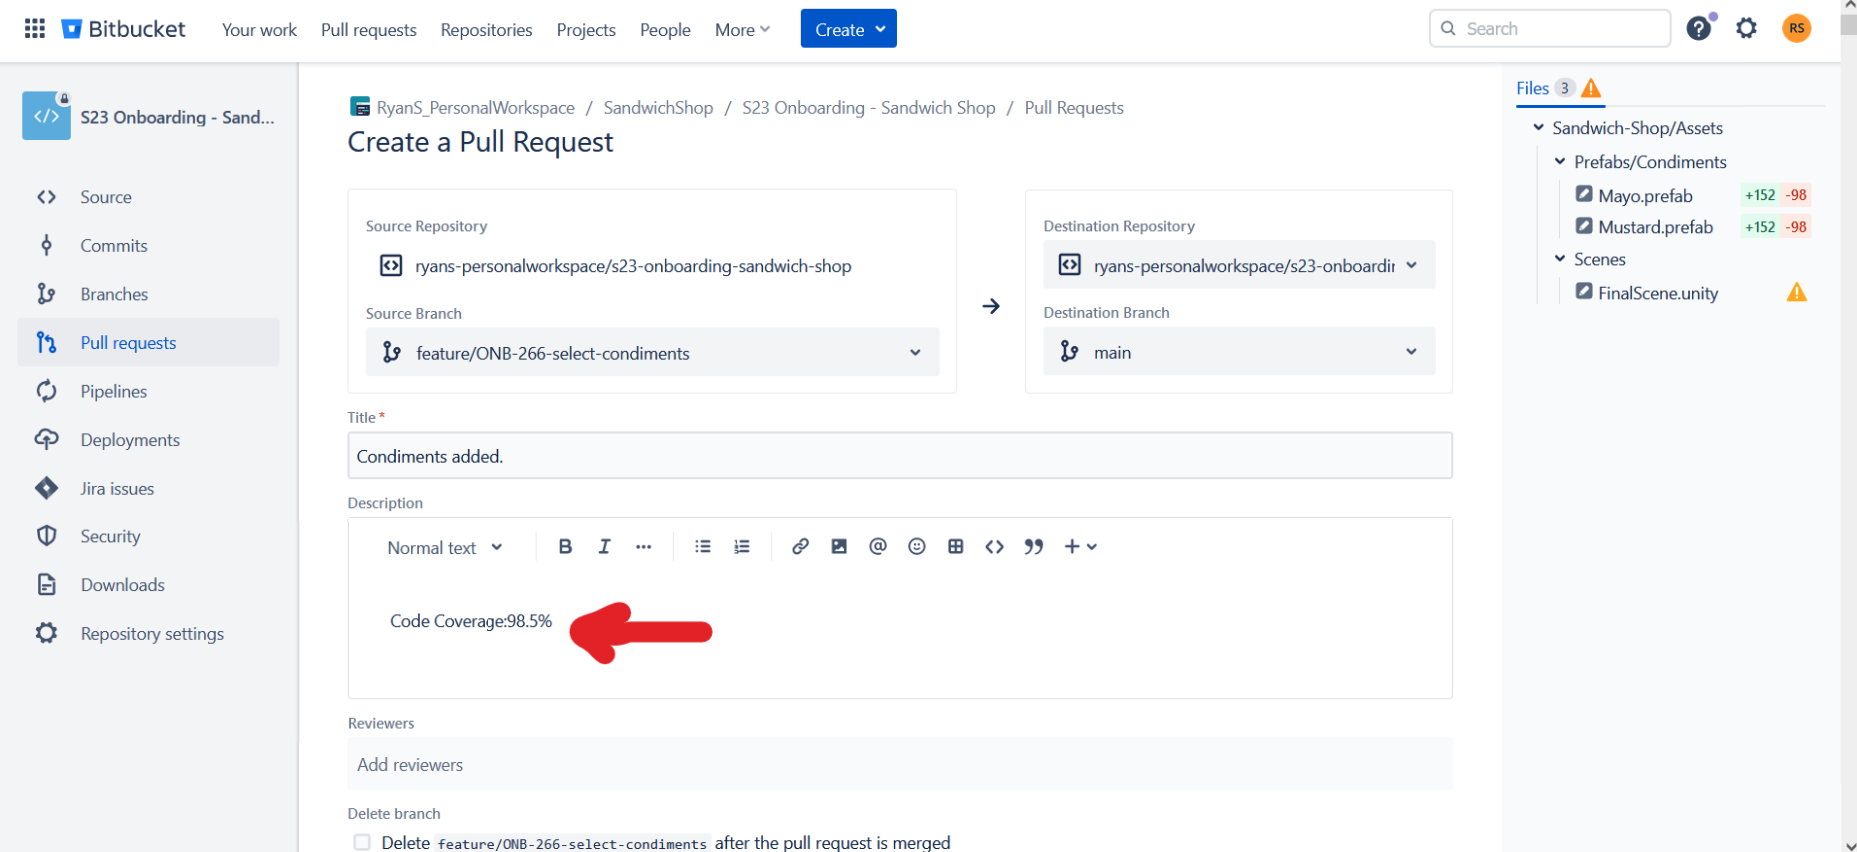 Bitbucket
Your work
Pull requests
Repositories
Projects
People
More
Create
Search
RS
S23 Onboarding - Sand...
Source
Commits
Branches
Pull requests
Pipelines
Deployments
Jira issues
Security
Downloads
Repository settings
RyanS_PersonalWorkspace / SandwichShop / S23 Onboarding - Sandwich Shop / Pull Requests
Create a Pull Request
Source Repository
ryans-personalworkspace/s23-onboarding-sandwich-shop
Source Branch
feature/ONB-266-select-condiments
Destination Repository
ryans-personalworkspace/s23-onboardir
Destination Branch
main
Title *
Condiments added.
Description
Normal text
Code Coverage:98.5%
Reviewers
Add reviewers
Delete branch
Delete feature/ONB-266-select-condiments after the pull request is merged
Files 3
Sandwich-Shop/Assets
Prefabs/Condiments
Mayo.prefab +152 -98
Mustard.prefab +152 -98
Scenes
FinalScene.unity